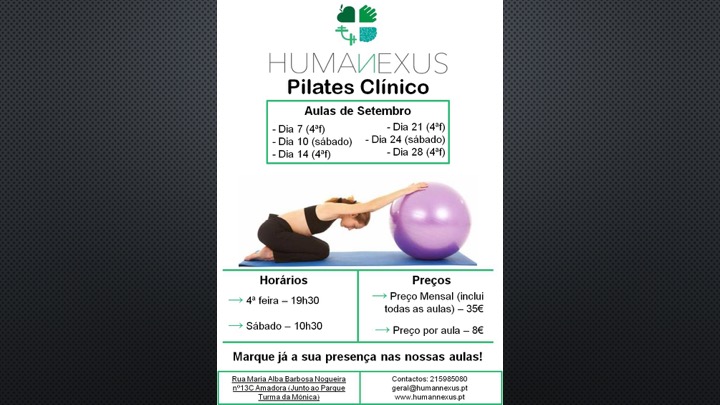 HUMANEXUS
Pilates Clínico
Aulas de Setembro
- Dia 7 (4ªf)
- Dia 10 (sábado)
- Dia 14 (4ªf)
- Dia 21 (4ªf)
- Dia 24 (sábado)
- Dia 28 (4ªf)
Horários
→ 4ª feira – 19h30
→ Sábado – 10h30
Preços
→ Preço Mensal (inclui
todas as aulas) – 35€
→ Preço por aula – 8€
Marque já a sua presença nas nossas aulas!
Rua Maria Alba Barbosa Nogueira
nº13C Amadora (Junto ao Parque
Turma da Mónica)
Contactos: 215985080
geral@humannexus.pt
www.humannexus.pt